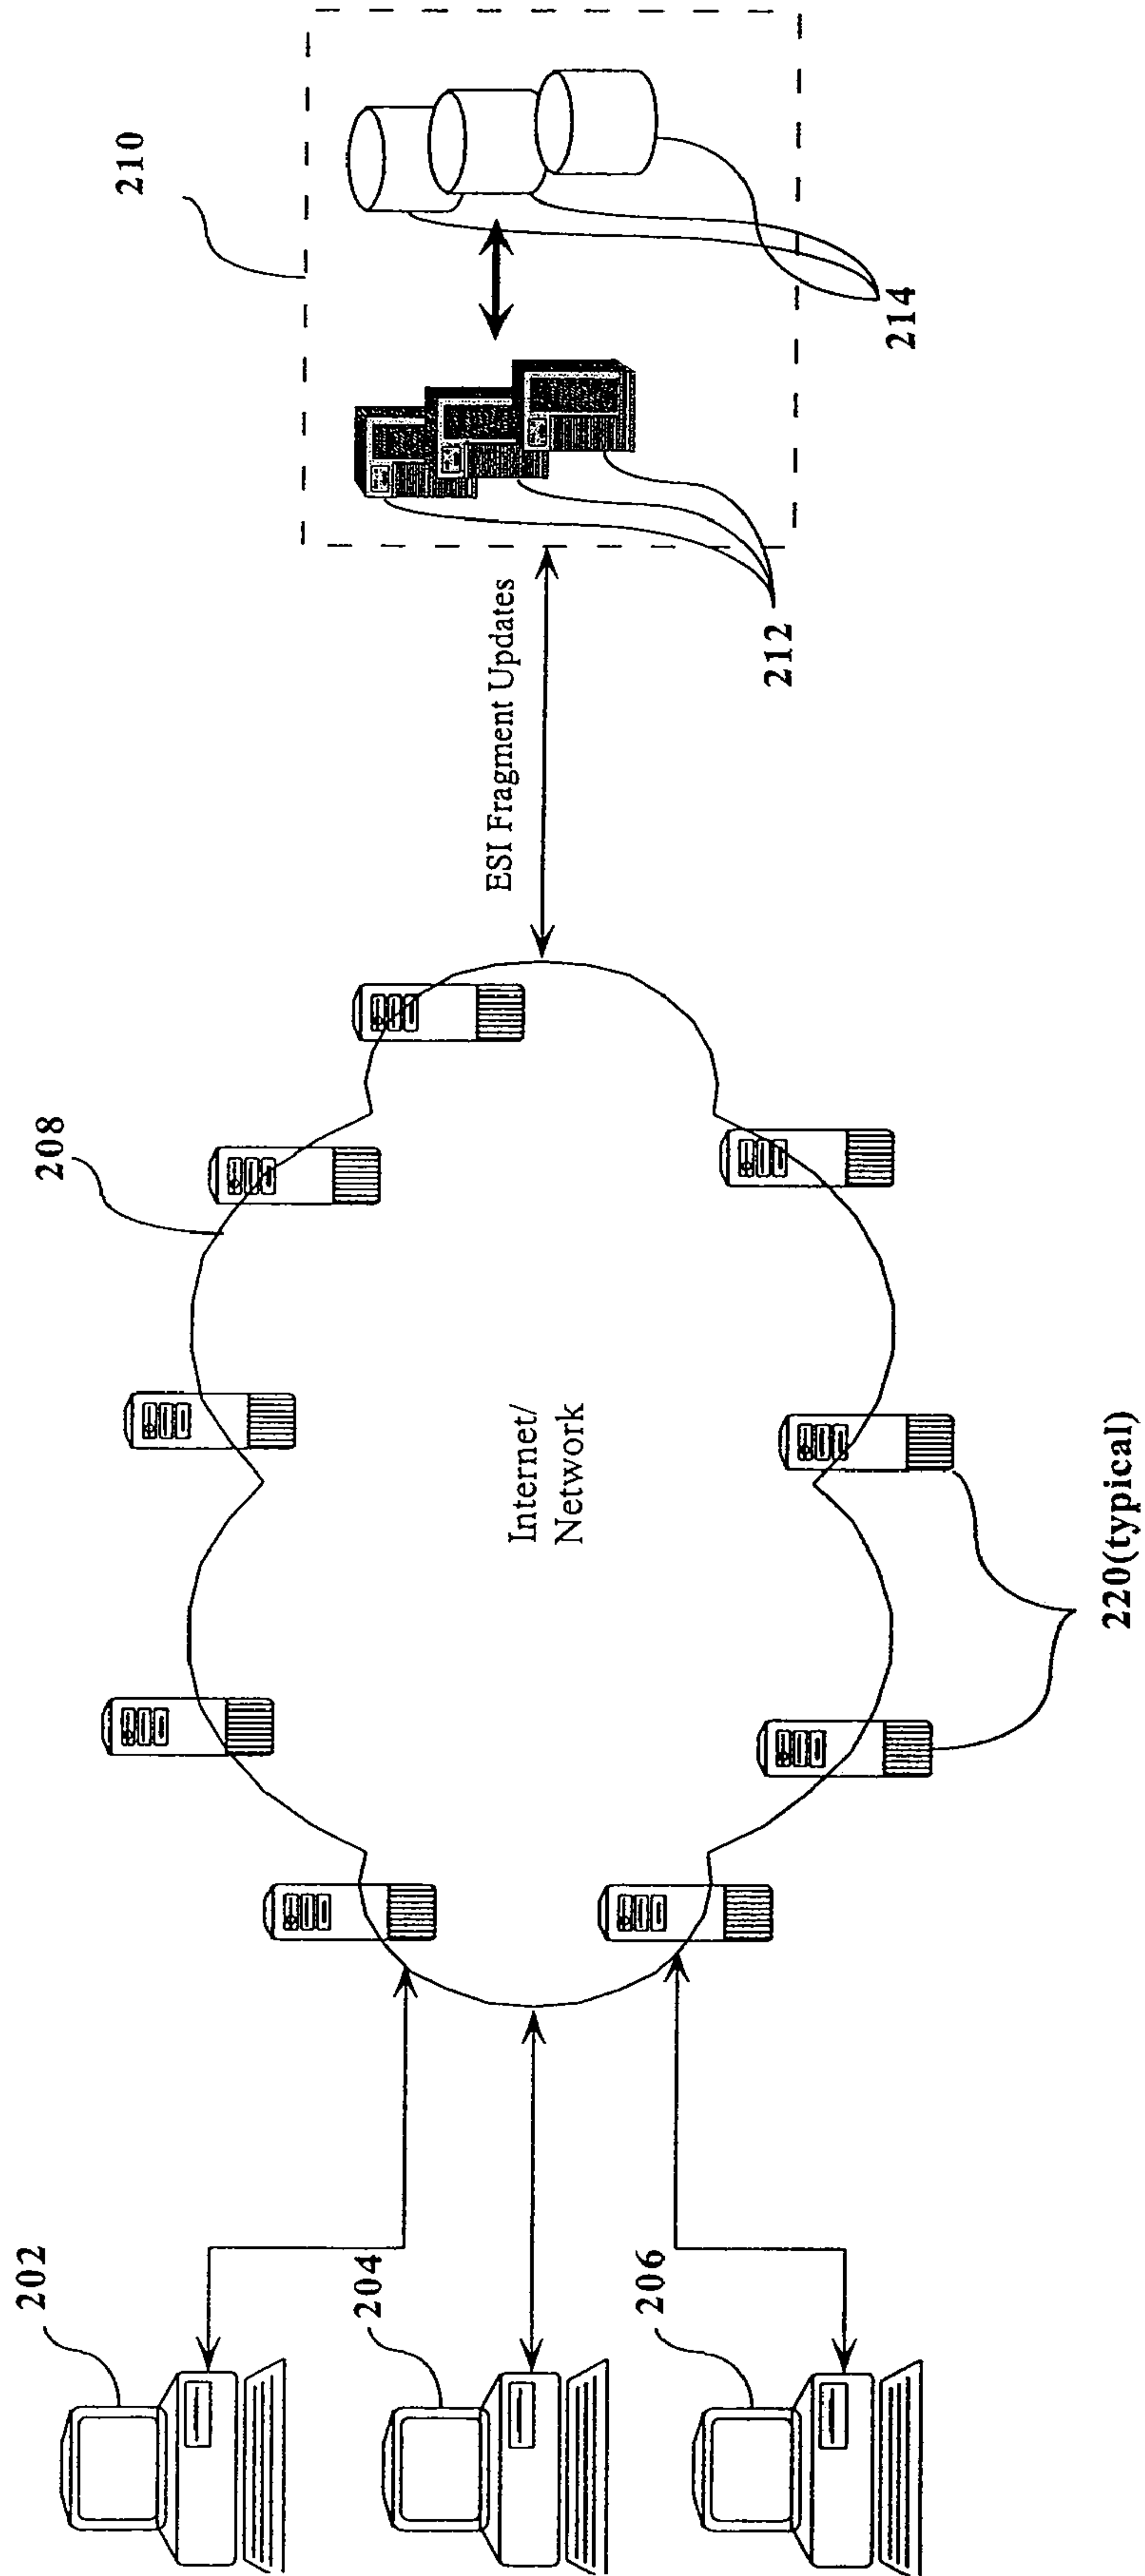 202
204
206
208
Internet/
Network
220(typical)
ESI Fragment Updates
210
212
214